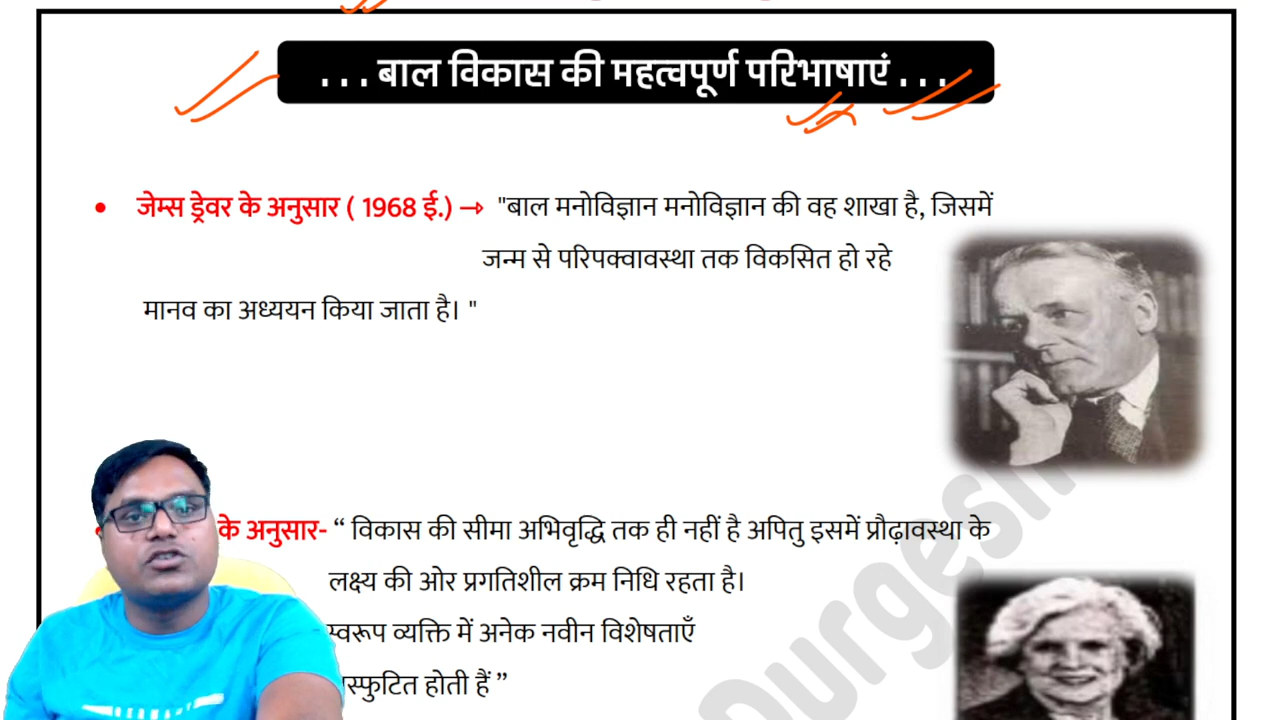 ... बाल विकास की महत्वपूर्ण परिभाषाएं ...
• जेम्स ड्रेवर के अनुसार ( 1968 ई.) → "बाल मनोविज्ञान मनोविज्ञान की वह शाखा है, जिसमें
जन्म से परिपक्वावस्था तक विकसित हो रहे
मानव का अध्ययन किया जाता है। "
के अनुसार- “ विकास की सीमा अभिवृद्धि तक ही नहीं है अपितु इसमें प्रौढ़ावस्था के
लक्ष्य की ओर प्रगतिशील क्रम निधि रहता है।
स्वरूप व्यक्ति में अनेक नवीन विशेषताएँ
स्फुटित होती हैं ”
Durgesh